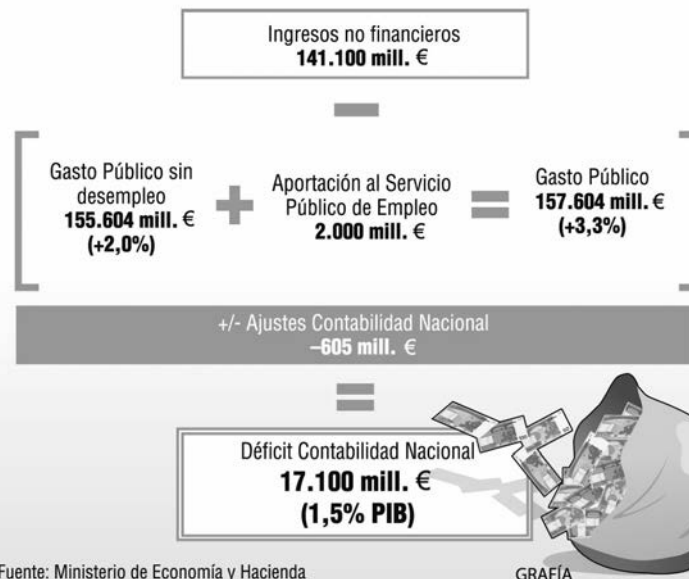 Ingresos no financieros
141.100 mill. €
–
Gasto Público sin
desempleo
155.604 mill. €
(+2,0%)
+
Aportación al Servicio
Público de Empleo
2.000 mill. €
=
Gasto Público
157.604 mill. €
(+3,3%)
+/- Ajustes Contabilidad Nacional
–605 mill. €
=
Déficit Contabilidad Nacional
17.100 mill. €
(1,5% PIB)
Fuente: Ministerio de Economía y Hacienda
GRAFÍA